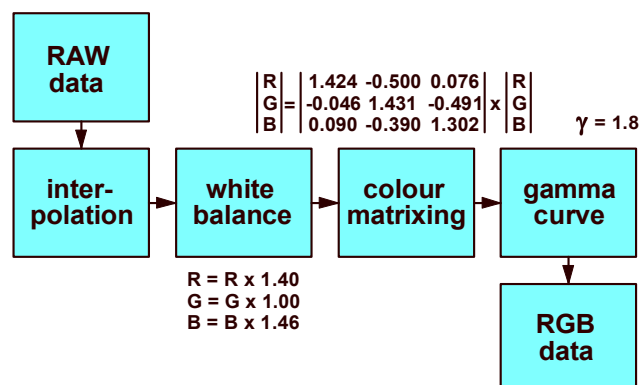 RAW
data
|R| |1.424 -0.500 0.076| |R|
|G|=|-0.046 1.431 -0.491|x|G|
|B| |0.090 -0.390 1.302| |B|
γ = 1.8
inter-
polation
white
balance
colour
matrixing
gamma
curve
R = R x 1.40
G = G x 1.00
B = B x 1.46
RGB
data